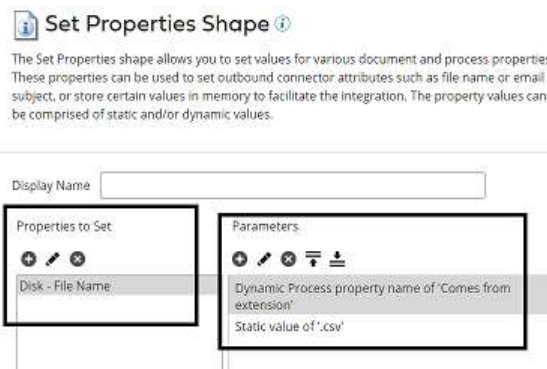 Set Properties Shape
The Set Properties shape allows you to set values for various document and process properties
These properties can be used to set outbound connector attributes such as file name or email
subject, or store certain values in memory to facilitate the integration. The property values can
be comprised of static and/or dynamic values.
Display Name
Properties to Set
Parameters
Disk - File Name
Dynamic Process property name of 'Comes from
extension'
Static value of '.csv'